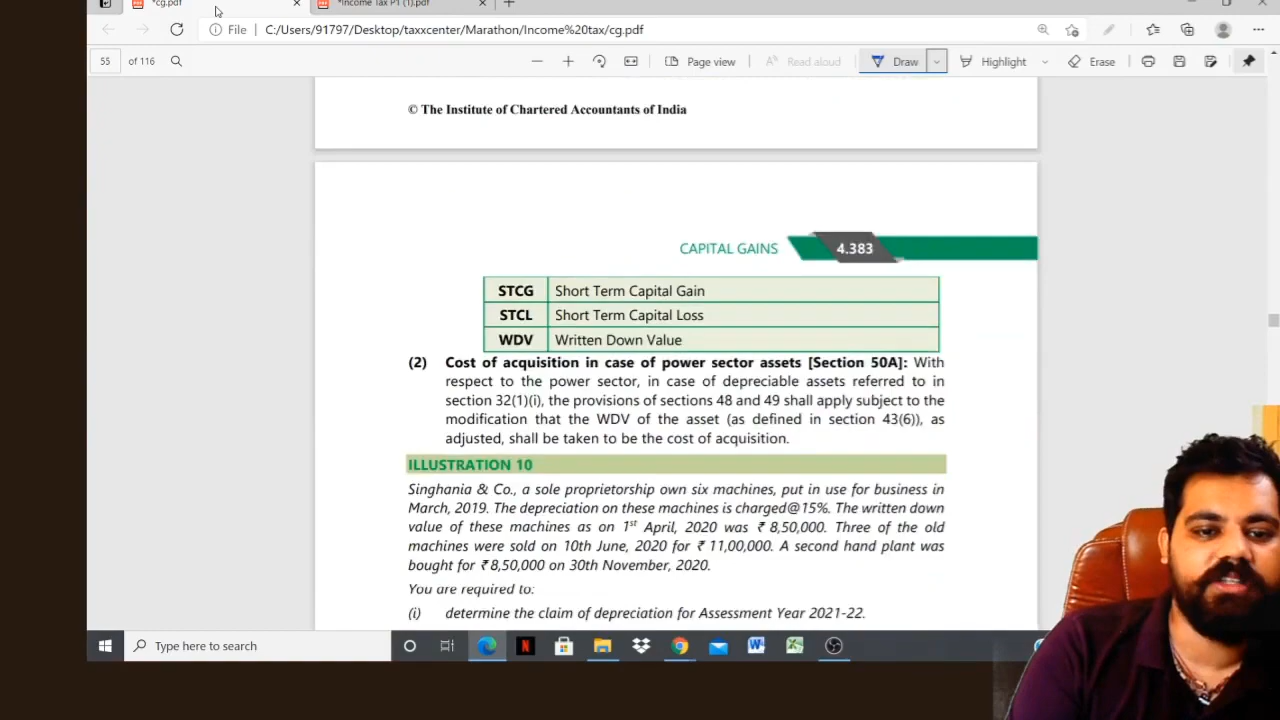 *cg.pdf
*Income Tax P1 (1).pdf
File C:/Users/91797/Desktop/taxxcenter/Marathon/Income%20tax/cg.pdf
55 of 116 Page view Read aloud Draw Highlight Erase
© The Institute of Chartered Accountants of India
CAPITAL GAINS 4.383
STCG Short Term Capital Gain
STCL Short Term Capital Loss
WDV Written Down Value
(2) Cost of acquisition in case of power sector assets [Section 50A]: With
respect to the power sector, in case of depreciable assets referred to in
section 32(1)(i), the provisions of sections 48 and 49 shall apply subject to the
modification that the WDV of the asset (as defined in section 43(6)), as
adjusted, shall be taken to be the cost of acquisition.
ILLUSTRATION 10
Singhania & Co., a sole proprietorship own six machines, put in use for business in
March, 2019. The depreciation on these machines is charged@15%. The written down
value of these machines as on 1st April, 2020 was ₹ 8,50,000. Three of the old
machines were sold on 10th June, 2020 for ₹ 11,00,000. A second hand plant was
bought for ₹ 8,50,000 on 30th November, 2020.
You are required to:
(i) determine the claim of depreciation for Assessment Year 2021-22.
Type here to search